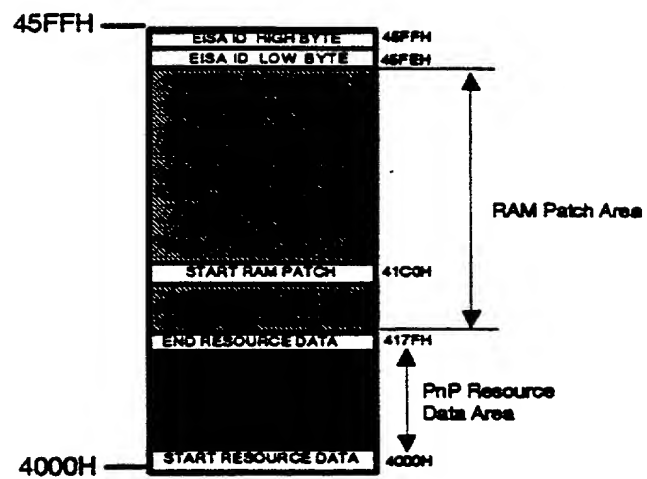 45FFH
EISA ID HIGH BYTE 45FFH
EISA ID LOW BYTE 45FEH
RAM Patch Area
START RAM PATCH 41C0H
END RESOURCE DATA 417FH
PnP Resource
Data Area
4000H
START RESOURCE DATA 4000H